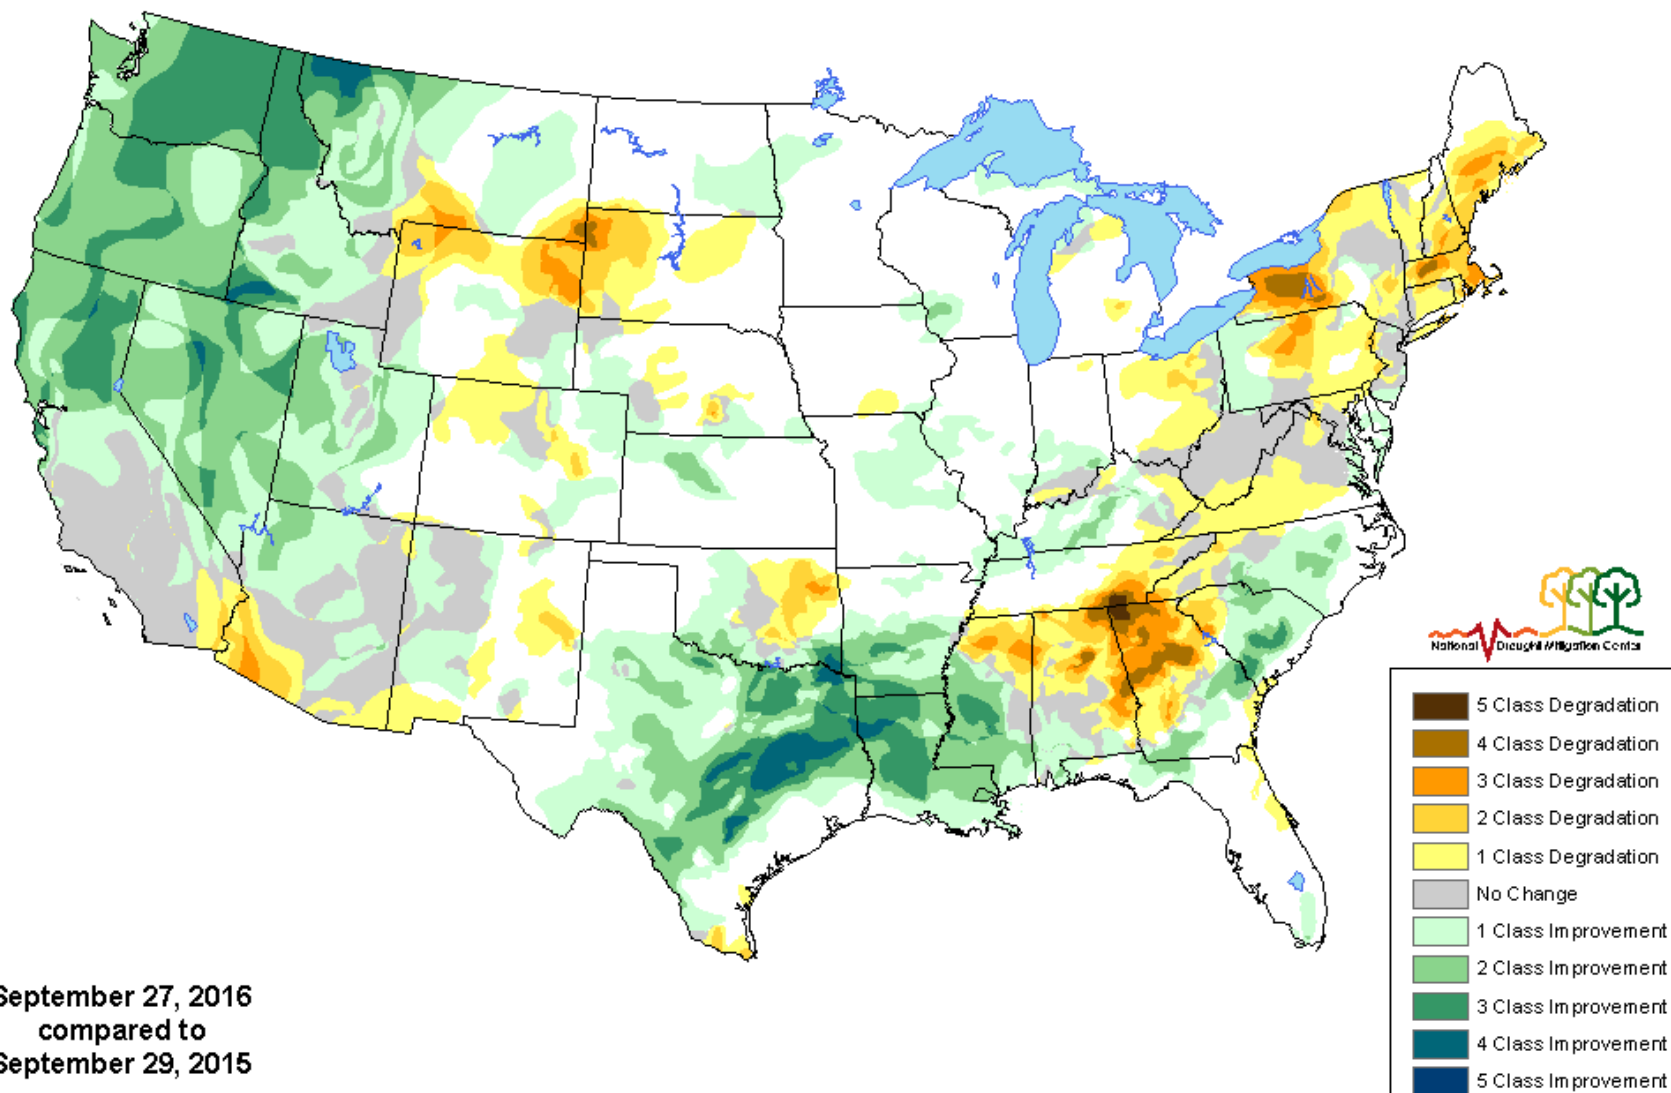 National Drought Mitigation Center
5 Class Degradation
4 Class Degradation
3 Class Degradation
2 Class Degradation
1 Class Degradation
No Change
1 Class Improvement
2 Class Improvement
3 Class Improvement
4 Class Improvement
5 Class Improvement
September 27, 2016
compared to
September 29, 2015